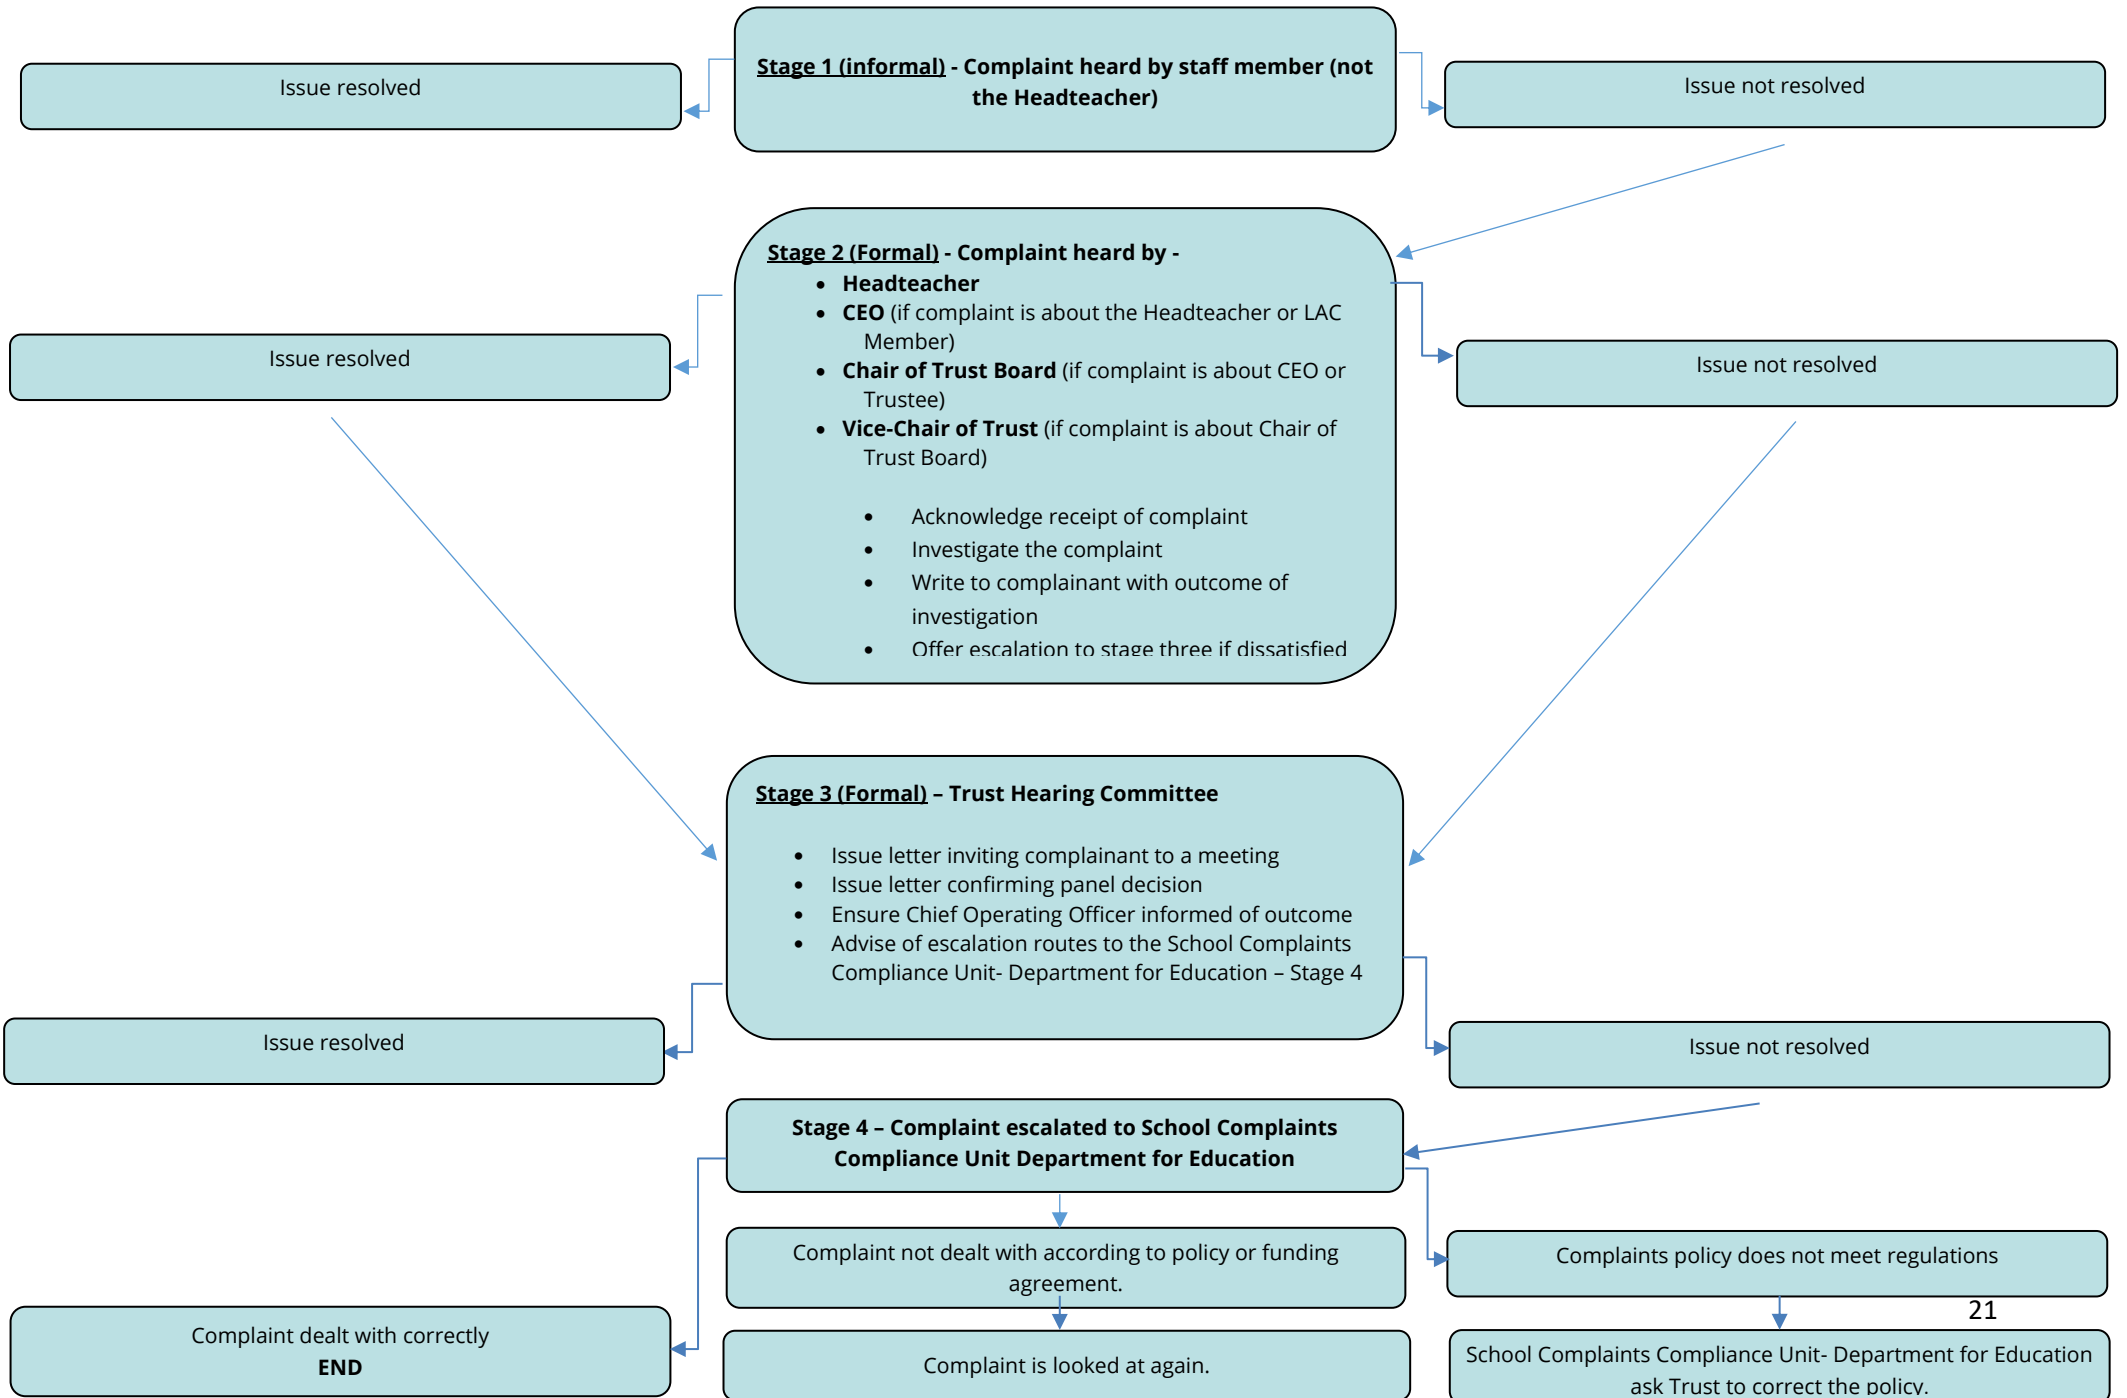 Issue resolved
Stage 1 (informal) - Complaint heard by staff member (not
the Headteacher)
Issue not resolved
Stage 2 (Formal) - Complaint heard by -
• Headteacher
• CEO (if complaint is about the Headteacher or LAC
Member)
• Chair of Trust Board (if complaint is about CEO or
Trustee)
• Vice-Chair of Trust (if complaint is about Chair of
Trust Board)
• Acknowledge receipt of complaint
• Investigate the complaint
• Write to complainant with outcome of
investigation
• Offer escalation to stage three if dissatisfied
Issue resolved
Issue not resolved
Stage 3 (Formal) – Trust Hearing Committee
• Issue letter inviting complainant to a meeting
• Issue letter confirming panel decision
• Ensure Chief Operating Officer informed of outcome
• Advise of escalation routes to the School Complaints
Compliance Unit- Department for Education – Stage 4
Issue resolved
Issue not resolved
Stage 4 – Complaint escalated to School Complaints
Compliance Unit Department for Education
Complaint not dealt with according to policy or funding
agreement.
Complaints policy does not meet regulations
21
Complaint dealt with correctly
END
Complaint is looked at again.
School Complaints Compliance Unit- Department for Education
ask Trust to correct the policy.